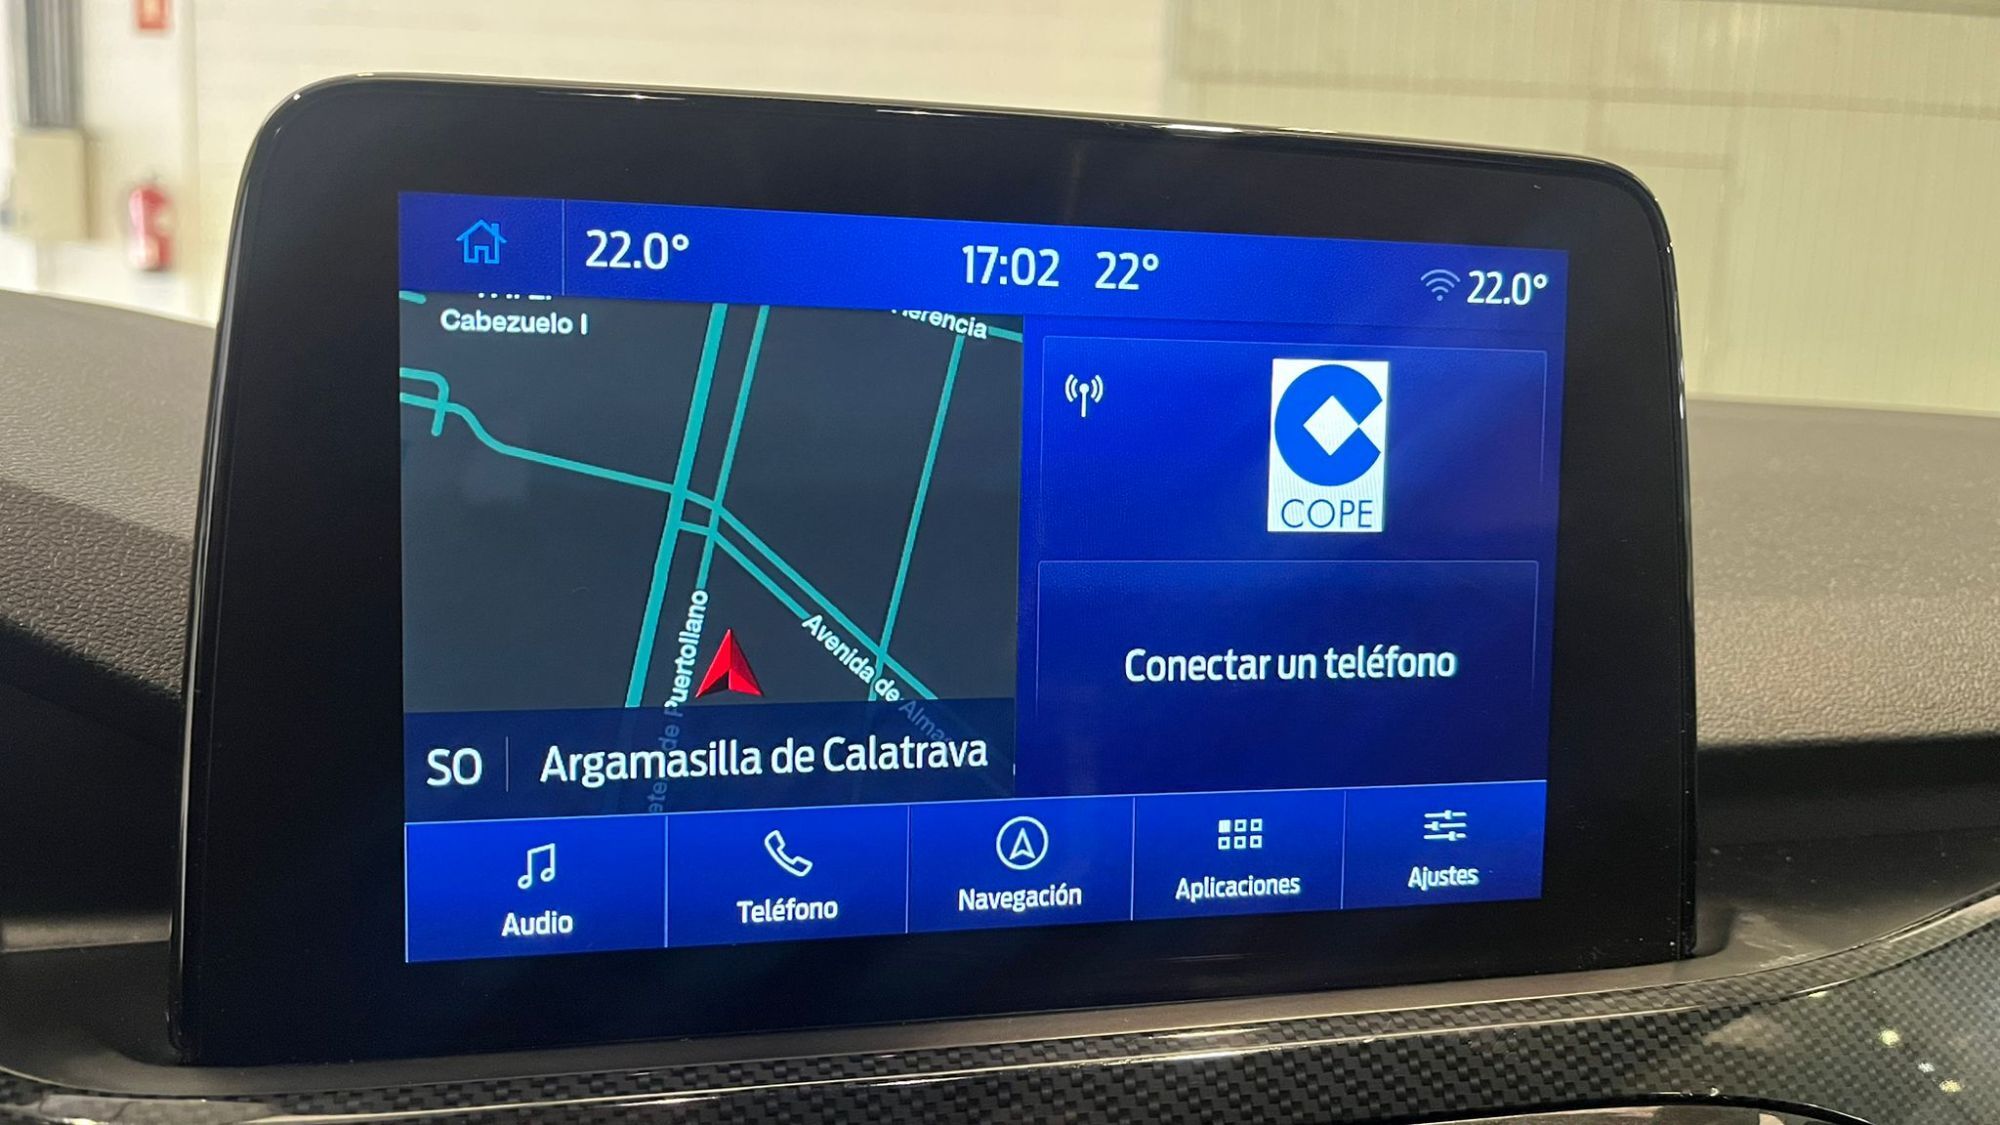 22.0°
17:02 22°
22.0°
Cabezuelo I
COPE
Puertollano
Avenida de
Conectar un teléfono
SO
Argamasilla de Calatrava
Audio
Teléfono
Navegación
Aplicaciones
Ajustes